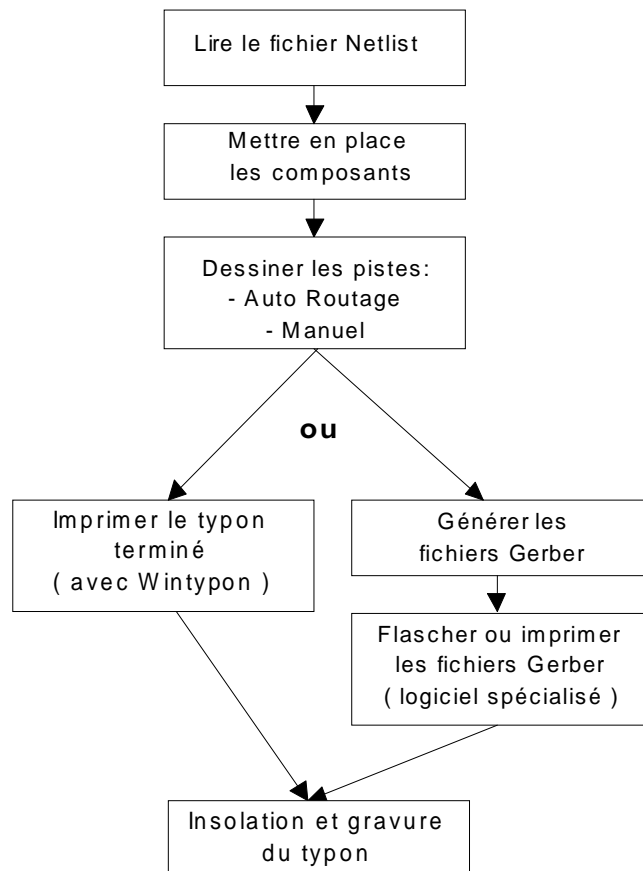 Lire le fichier Netlist
Mettre en place
les composants
Dessiner les pistes:
- Auto Routage
- Manuel
ou
Imprimer le typon
terminé
( avec Wintypon )
Générer les
fichiers Gerber
Flascher ou imprimer
les fichiers Gerber
( logiciel spécialisé )
Insolation et gravure
du typon